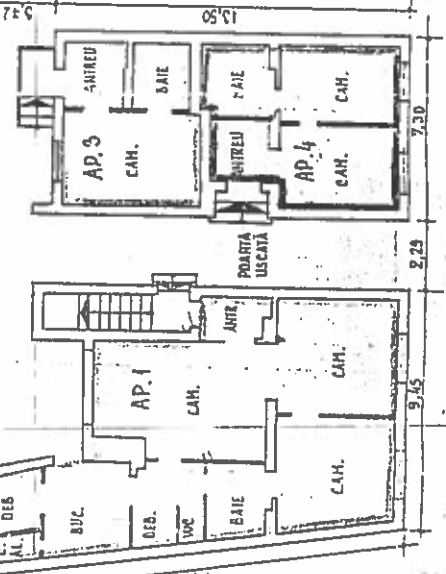 13,50
ANTREU
BAIE
BAIE
CAM.
AP. 3
CAM.
ANTREU
AP. 4
CAM.
7,30
POARTA
USCATĂ
2,29
ANTR.
AP. 1
CAM.
CAM.
9,45
DEB
AL.
BUC.
DEB.
WC
BAIE
CAM.